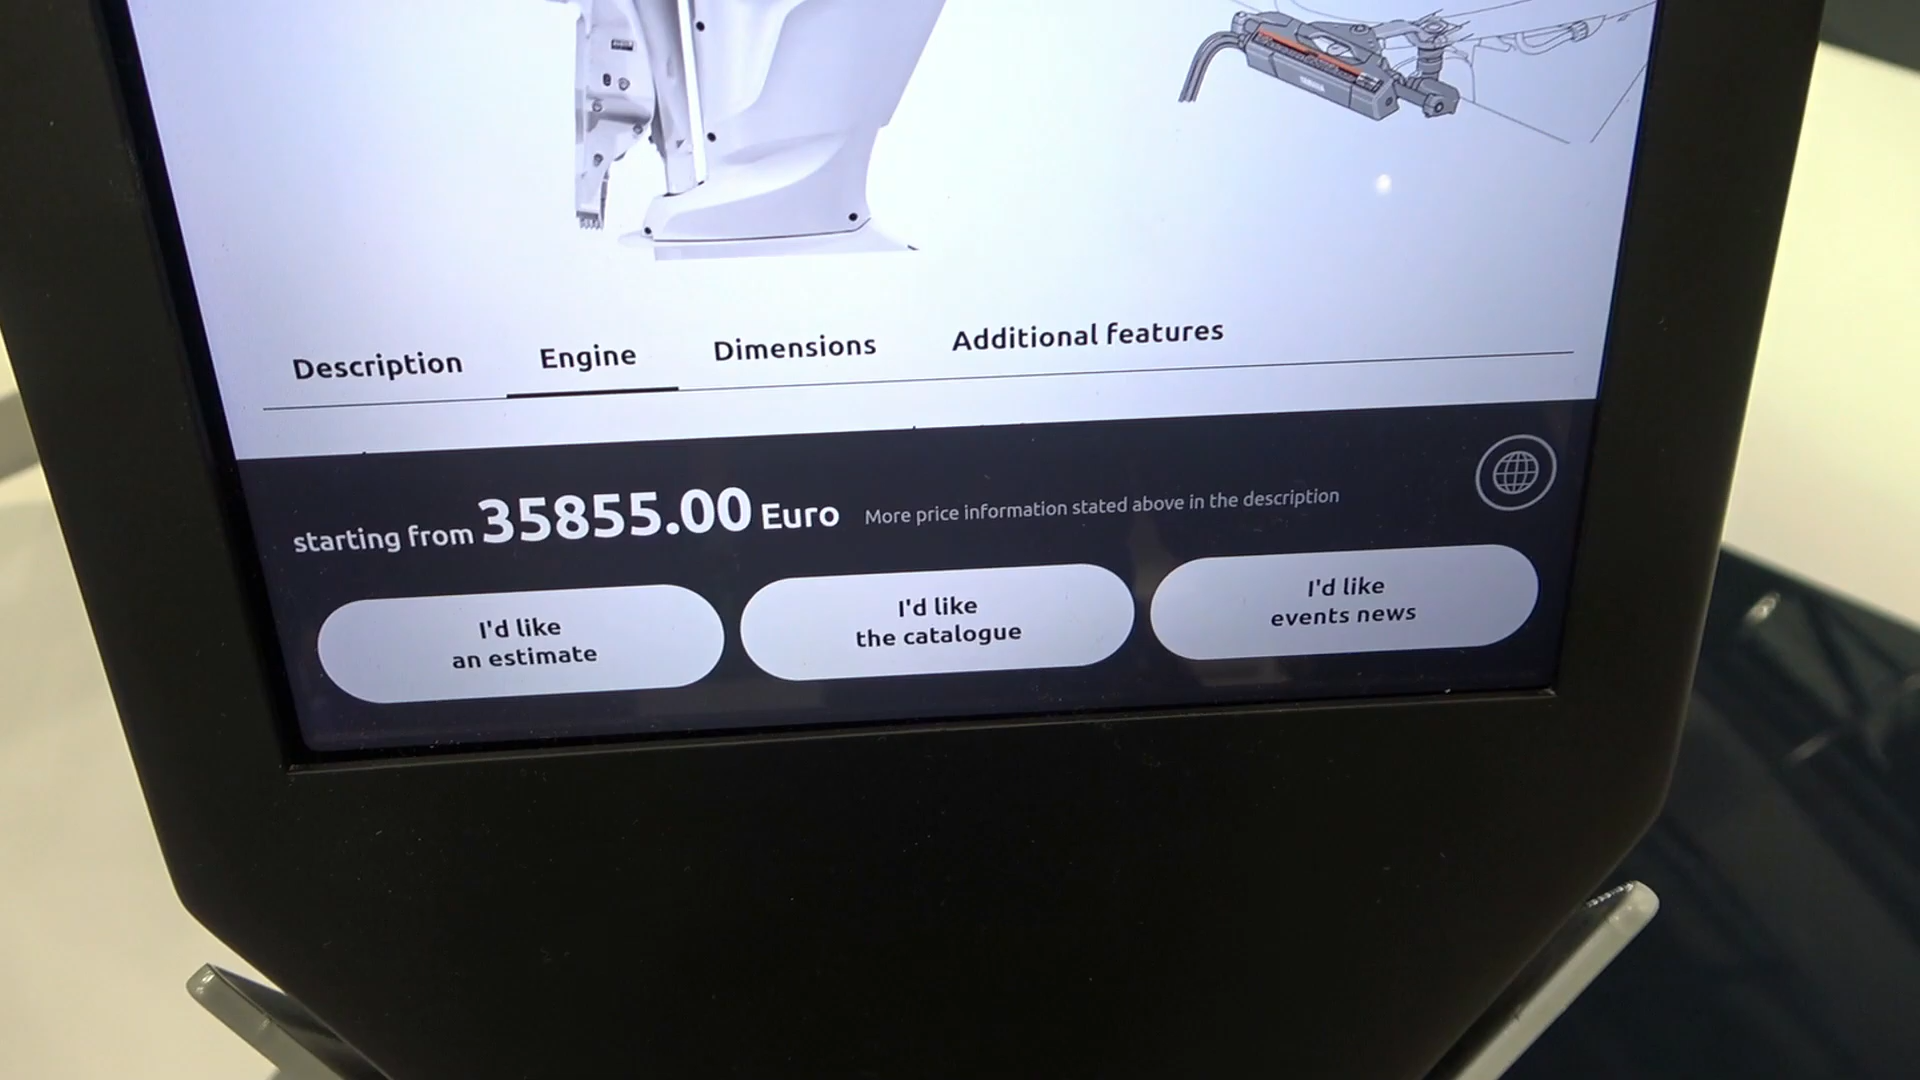 Description Engine Dimensions Additional features
starting from 35855.00 Euro More price information stated above in the description
I'd like
an estimate
I'd like
the catalogue
I'd like
events news